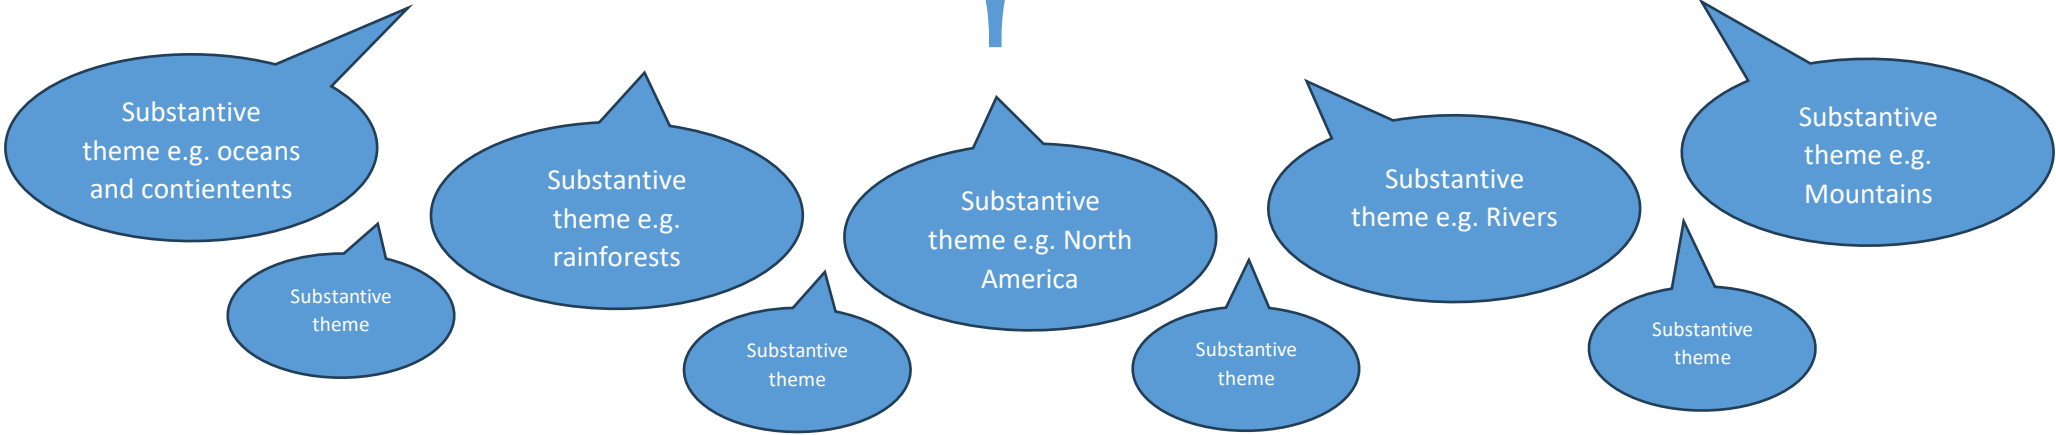 Substantive
theme e.g. oceans
and contientents
Substantive
theme e.g.
rainforests
Substantive
theme e.g. North
America
Substantive
theme e.g. Rivers
Substantive
theme e.g.
Mountains
Substantive
theme
Substantive
theme
Substantive
theme
Substantive
theme